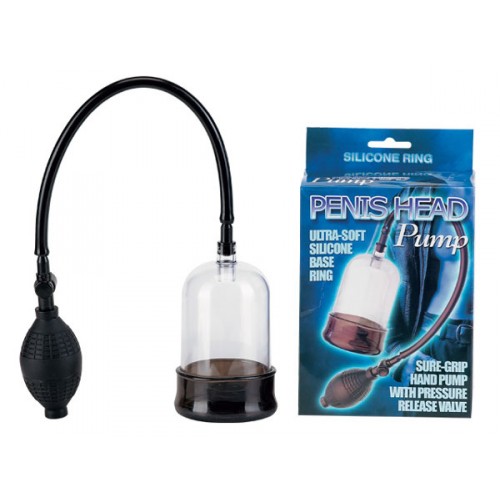 SILICONE RING
PENIS HEAD
Pump
ULTRA-SOFT
SILICONE
BASE
RING
SURE-GRIP
HAND PUMP
WITH PRESSURE
RELEASE VALVE